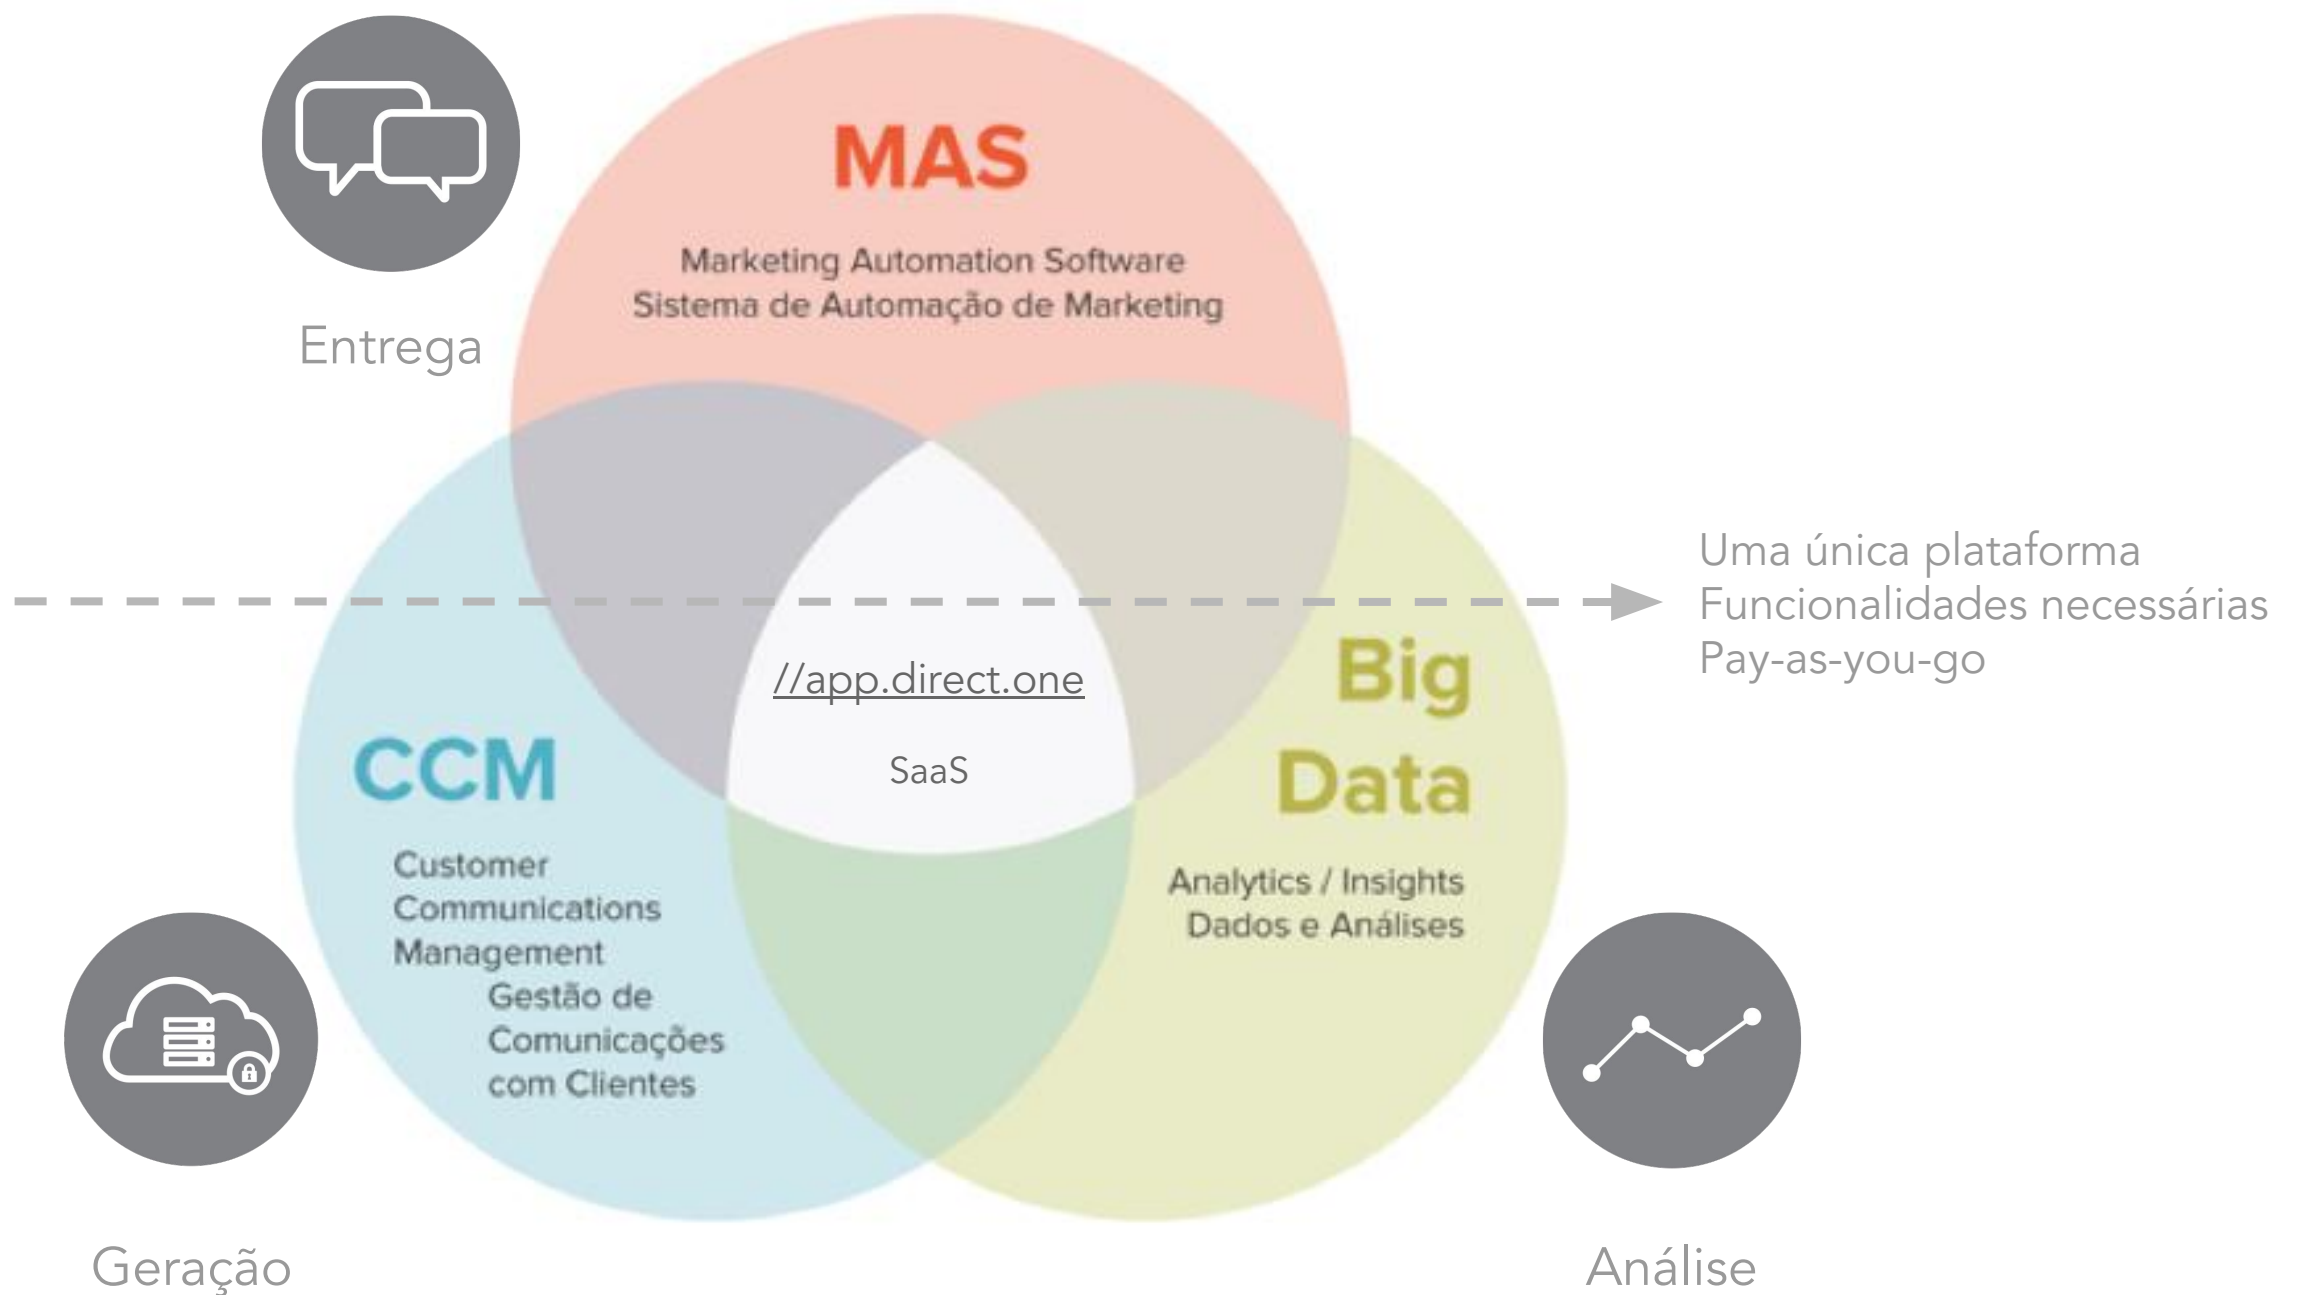 MAS
Marketing Automation Software
Sistema de Automação de Marketing
Entrega
Uma única plataforma
Funcionalidades necessárias
Pay-as-you-go
//app.direct.one
SaaS
CCM
Customer
Communications
Management
Gestão de
Comunicações
com Clientes
Big
Data
Analytics / Insights
Dados e Análises
Geração
Análise